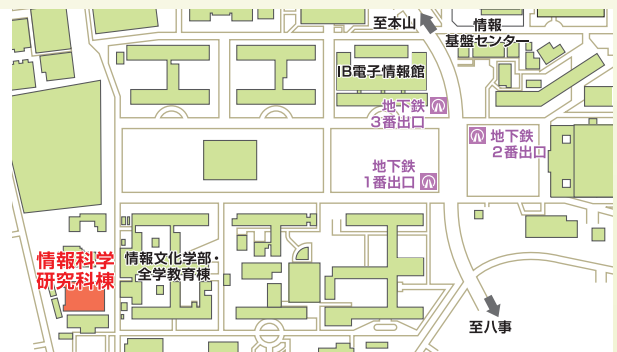 至本山
情報
基盤センター
IB電子情報館
地下鉄
3番出口
地下鉄
2番出口
地下鉄
1番出口
情報科学
研究科棟
情報文化学部・
全学教育棟
至八事